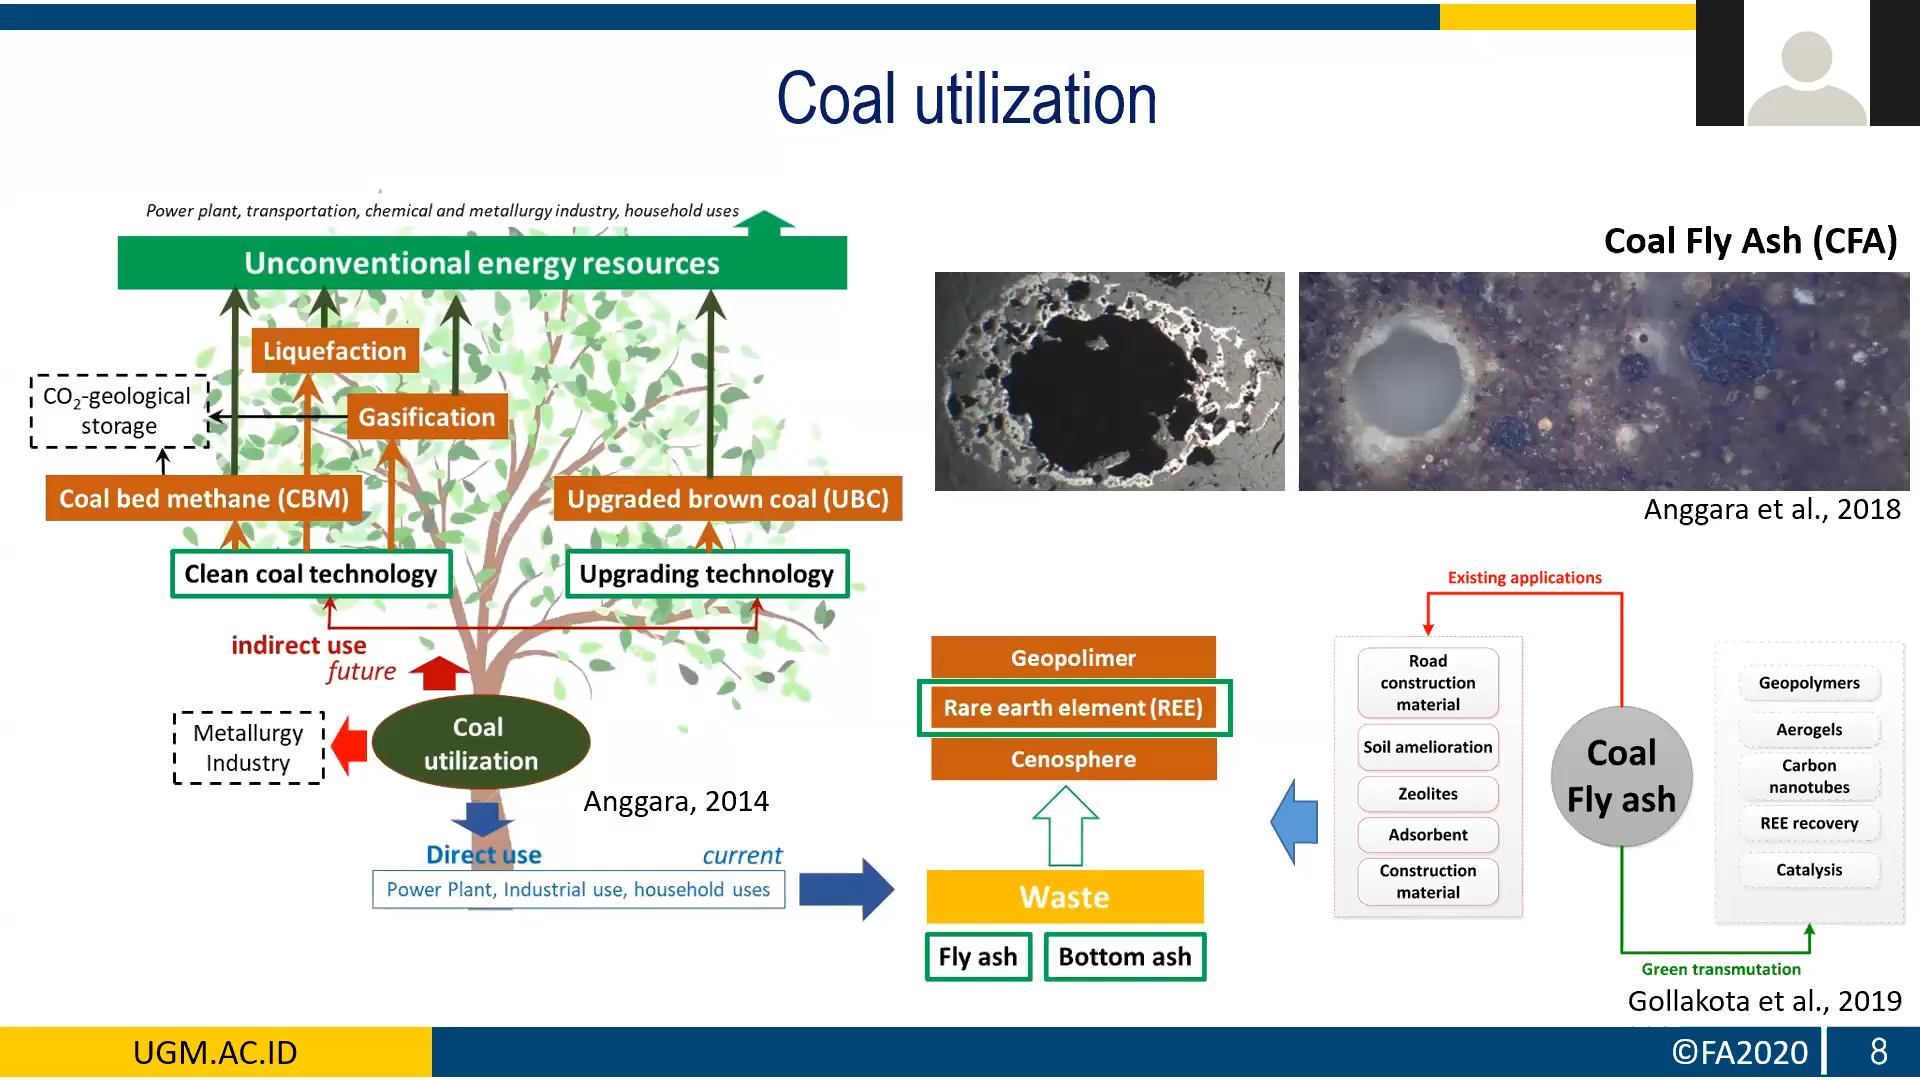 Coal utilization
Power plant, transportation, chemical and metallurgy industry, household uses
Unconventional energy resources
Liquefaction
CO2-geological
storage
Gasification
Coal bed methane (CBM)
Upgraded brown coal (UBC)
Clean coal technology
Upgrading technology
indirect use
future
Metallurgy
Industry
Coal
utilization
Anggara, 2014
Direct use
current
Power Plant, Industrial use, household uses
Coal Fly Ash (CFA)
Anggara et al., 2018
Geopolimer
Rare earth element (REE)
Cenosphere
Waste
Fly ash
Bottom ash
Existing applications
Road
construction
material
Soil amelioration
Zeolites
Adsorbent
Construction
material
Coal
Fly ash
Geopolymers
Aerogels
Carbon
nanotubes
REE recovery
Catalysis
Green transmutation
Gollakota et al., 2019
UGM.AC.ID
©FA2020
8